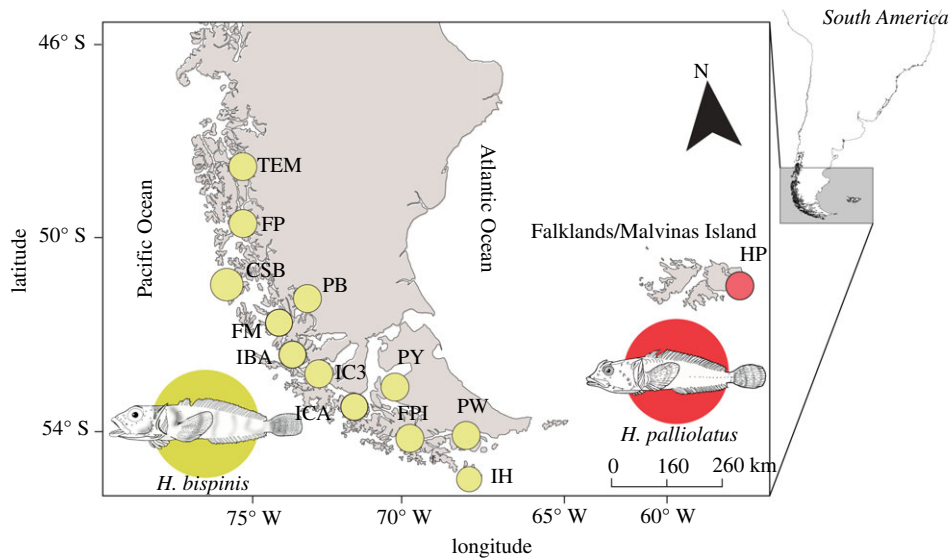 South America
46° S
N
TEM
Pacific Ocean
Atlantic Ocean
FP
Falklands/Malvinas Island
50° S
latitude
HP
CSB
PB
FM
IBA
IC3
PY
ICA
FPI
PW
54° S
H. palliolatus
0 160 260 km
IH
H. bispinis
75° W 70° W 65° W 60° W
longitude